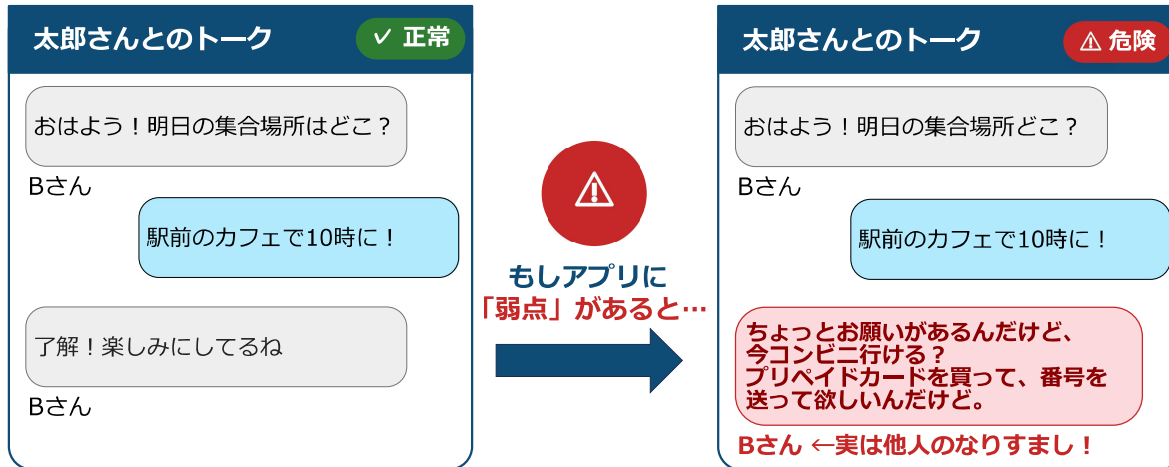 太郎さんとのトーク
✓ 正常
おはよう！明日の集合場所はどこ？
Bさん
駅前のカフェで10時に！
了解！楽しみにしてるね
Bさん
もしアプリに
「弱点」があると…
太郎さんとのトーク
⚠ 危険
おはよう！明日の集合場所どこ？
Bさん
駅前のカフェで10時に！
ちょっとお願いがあるんだけど、
今コンビニ行ける？
プリペイドカードを買って、番号を
送って欲しいんだけど。
Bさん ←実は他人のなりすまし！